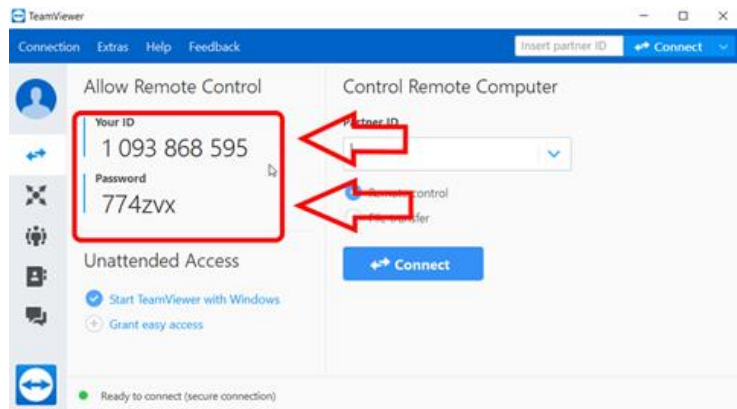 TeamViewer
Connection Extras Help Feedback
Insert partner ID Connect
Allow Remote Control
Your ID
1 093 868 595
Password
774zvx
Unattended Access
Start TeamViewer with Windows
Grant easy access
Control Remote Computer
Partner ID
Remote control
File transfer
Connect
Ready to connect (secure connection)